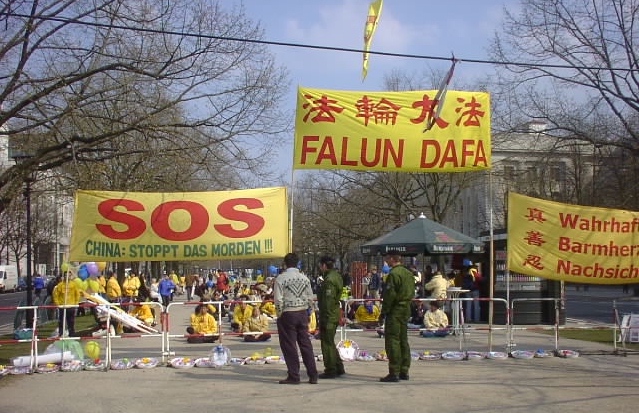 法輪大法
FALUN DAFA
SOS
CHINA: STOPPT DAS MORDEN !!!
真 Wahrhaf
善 Barmher
忍 Nachsich